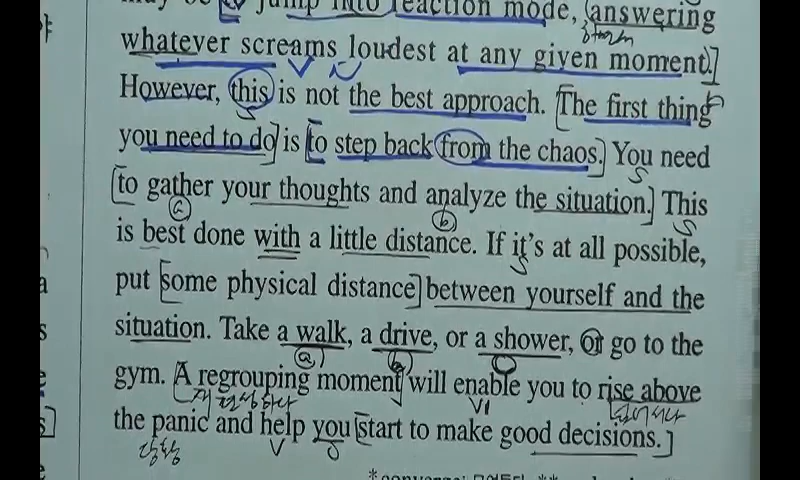 may be to jump into reaction mode, answering
whatever screams loudest at any given moment.
However, this is not the best approach. The first thing
you need to do is to step back from the chaos. You need
to gather your thoughts and analyze the situation. This
is best done with a little distance. If it's at all possible,
put some physical distance between yourself and the
situation. Take a walk, a drive, or a shower, or go to the
gym. A regrouping moment will enable you to rise above
the panic and help you start to make good decisions.